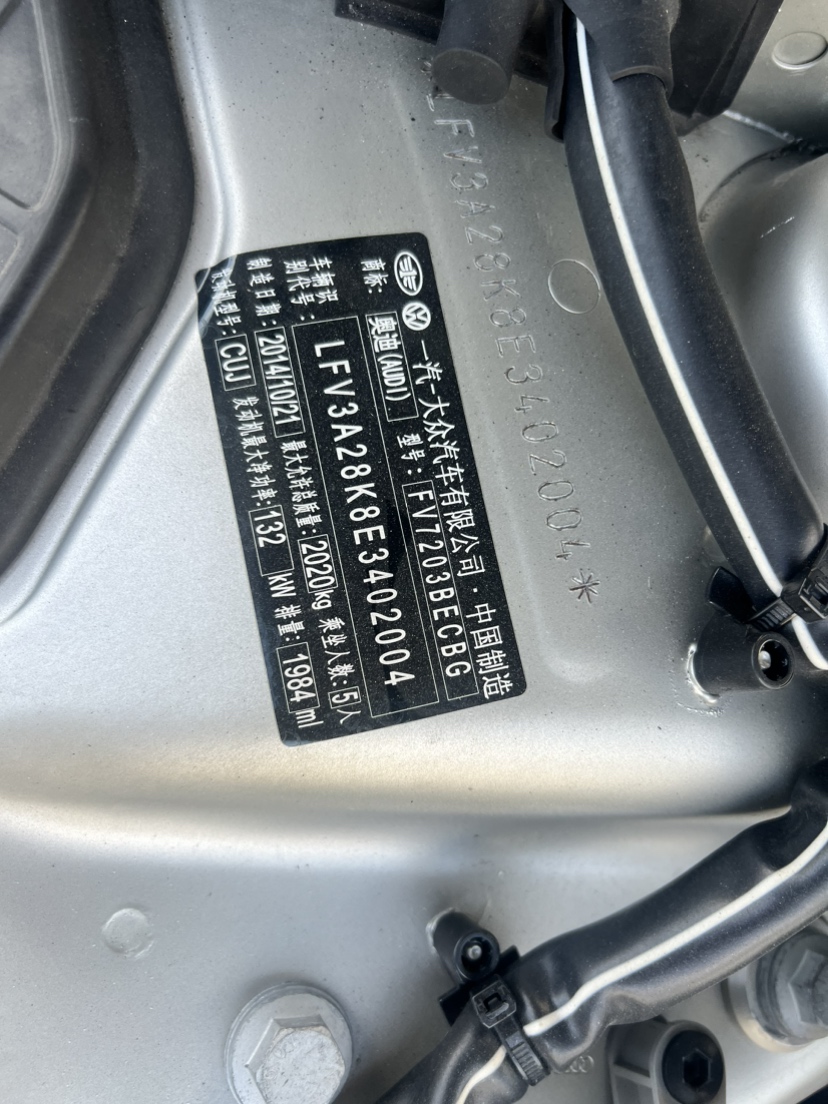 LFV3A28K8E3402004*
一汽-大众汽车有限公司·中国制造
商标: 奥迪(AUDI) 型号: FV7203BECBG
车辆识别代号: LFV3A28K8E3402004
制造日期: 2014/10/21 最大允许总质量: 2020kg 乘坐人数: 5人
发动机型号: CUJ 发动机最大净功率: 132 kW 排量: 1984 ml